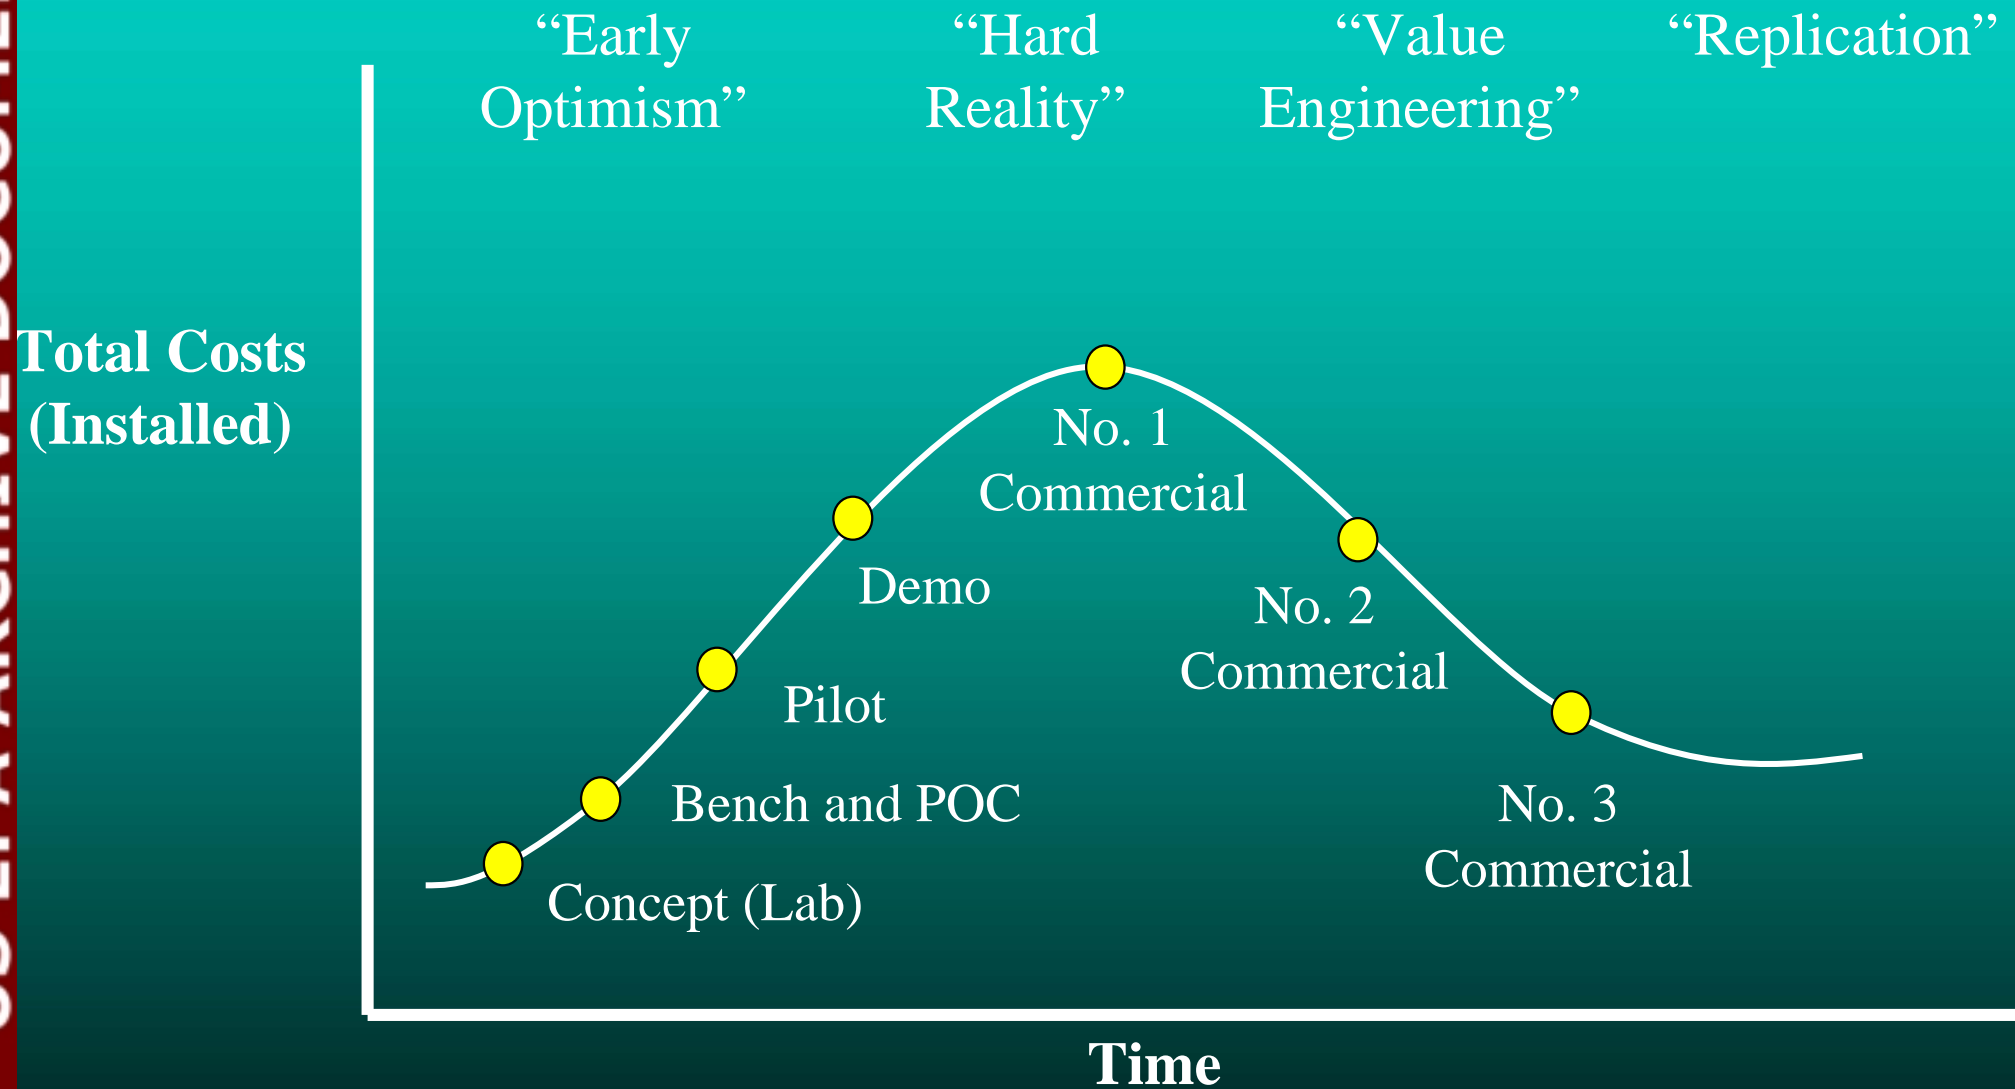 “Early
Optimism”
“Hard
Reality”
“Value
Engineering”
“Replication”
Total Costs
(Installed)
No. 1
Commercial
Demo
No. 2
Commercial
Pilot
Bench and POC
No. 3
Commercial
Concept (Lab)
Time